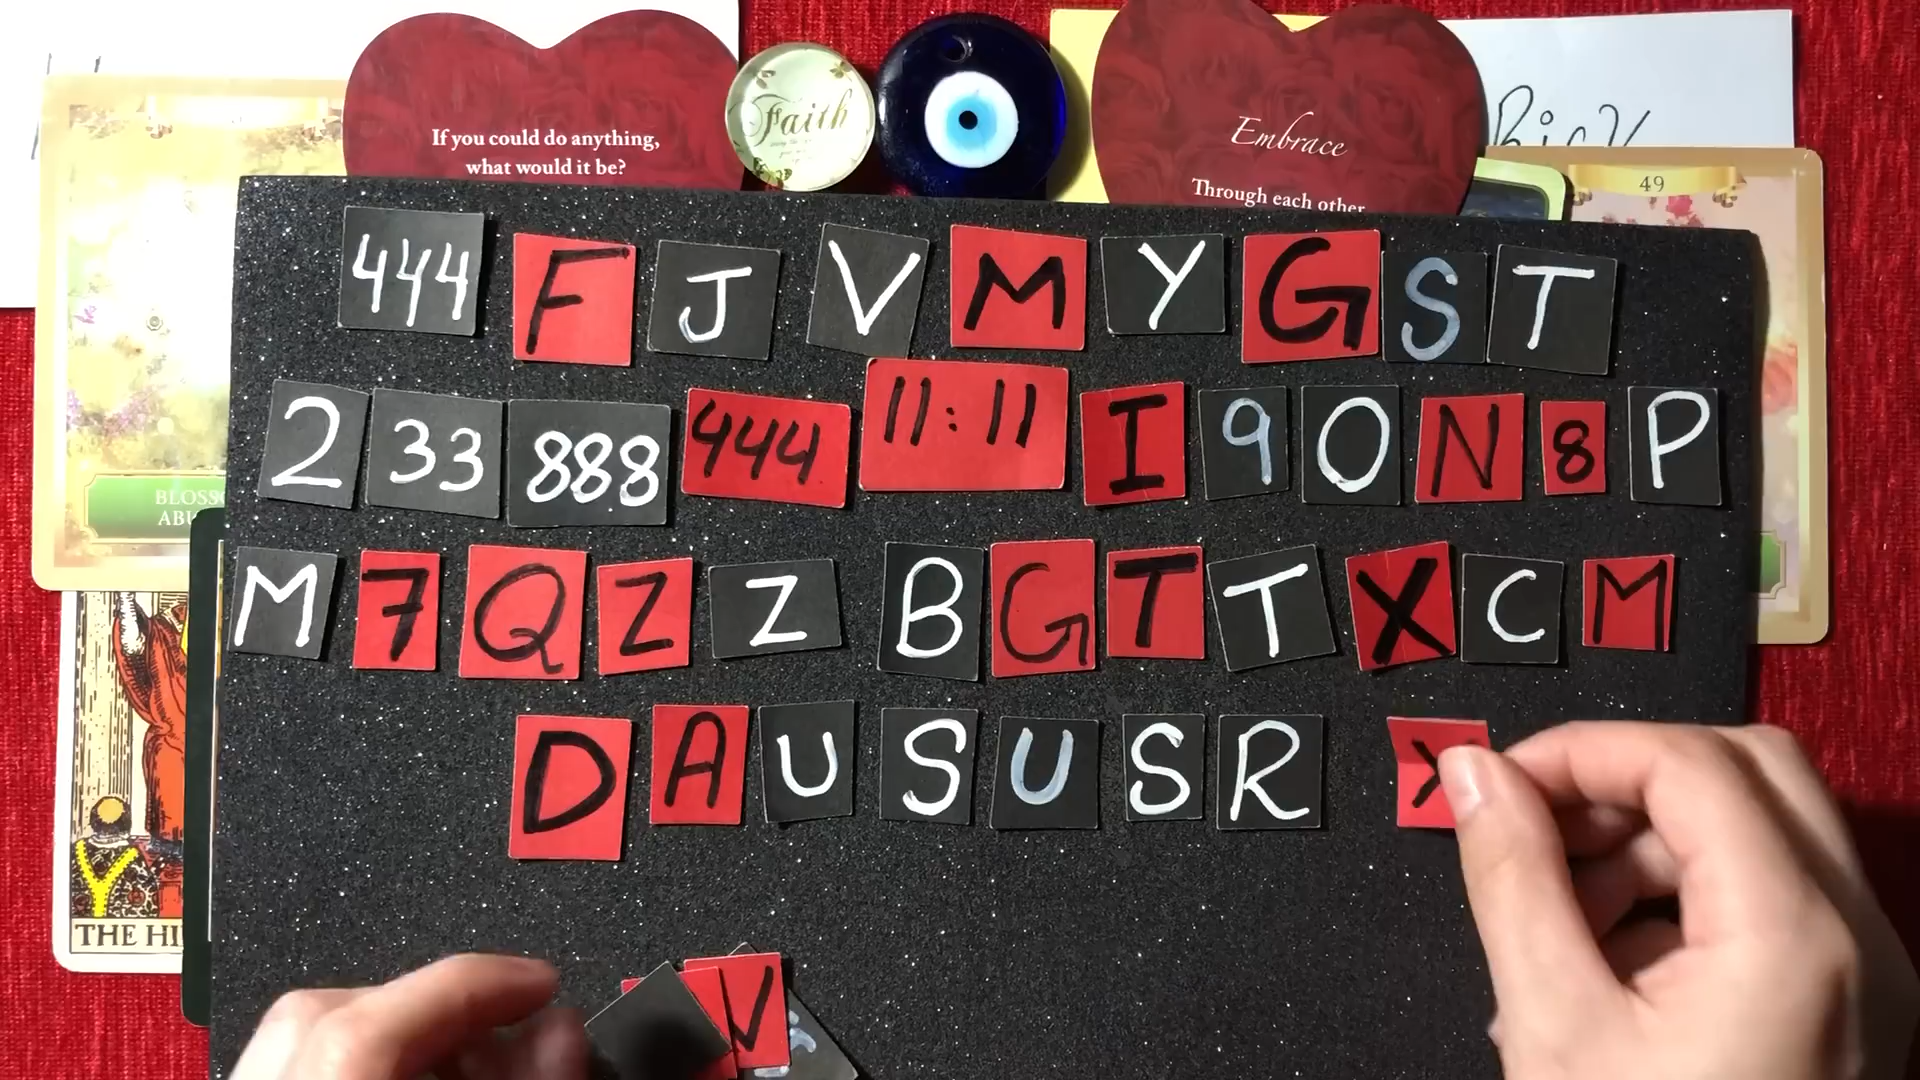 If you could do anything,
what would it be?
Faith
Embrace
Through each other
49
444 F J V M Y G S T
2 33 888 444 11:11 I 9 O N 8 P
M 7 Q Z Z B G T T X C M
D A U S U S R X
V
BLOSSO
ABU
THE HI